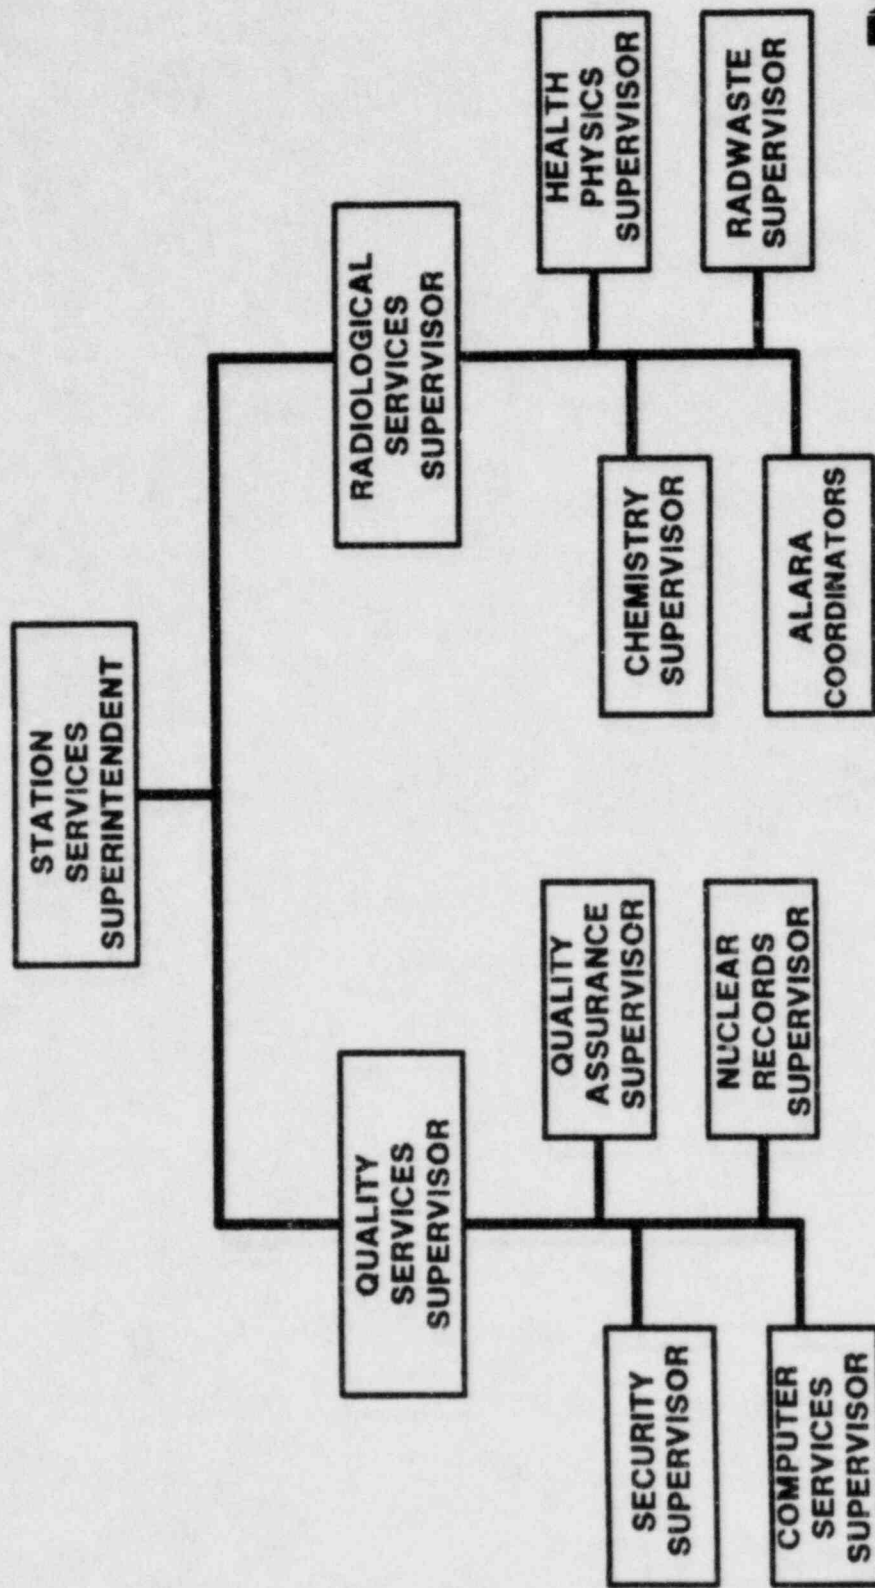 STATION
SERVICES
SUPERINTENDENT
QUALITY
SERVICES
SUPERVISOR
RADIOLOGICAL
SERVICES
SUPERVISOR
QUALITY
ASSURANCE
SUPERVISOR
HEALTH
PHYSICS
SUPERVISOR
SECURITY
SUPERVISOR
CHEMISTRY
SUPERVISOR
NUCLEAR
RECORDS
SUPERVISOR
RADWASTE
SUPERVISOR
COMPUTER
SERVICES
SUPERVISOR
ALARA
COORDINATORS